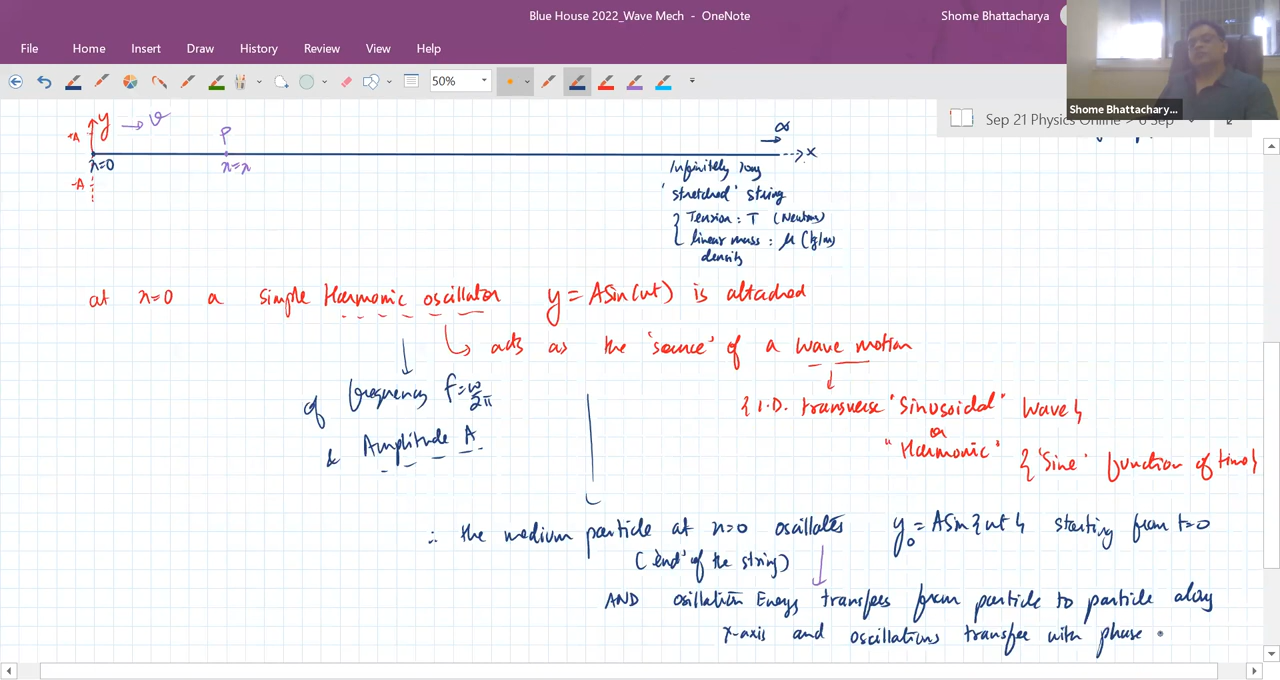 Blue House 2022_Wave Mech - OneNote
Shome Bhattacharya
File Home Insert Draw History Review View Help
50%
Shome Bhattachary...
Sep 21 Physics Online > 6 Sep
+A y → v
P
∞
x=0
x=x
x
-A
Infinitely long
'stretched' string
{ Tension : T (Newtons)
{ linear mass : μ (kg/m)
density
at x=0 a simple Harmonic oscillator y = ASin(ωt) is attached
↳ acts as the 'source' of a wave motion
of frequency f = ω/2π
& Amplitude A
{1.D. transverse "Sinusoidal" Wave}
or
"Harmonic" {'Sine' function of time}
∴ the medium particle at x=0 oscillates y₀ = ASin{ωt} starting from t=0
('end' of the string)
AND oscillation Energy transfers from particle to particle along
x-axis and oscillations transfer with phase